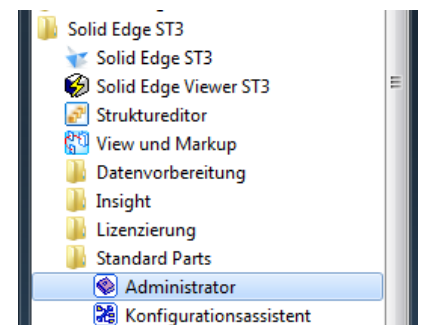 Solid Edge ST3
Solid Edge ST3
Solid Edge Viewer ST3
Struktureditor
View und Markup
Datenvorbereitung
Insight
Lizenzierung
Standard Parts
Administrator
Konfigurationsassistent